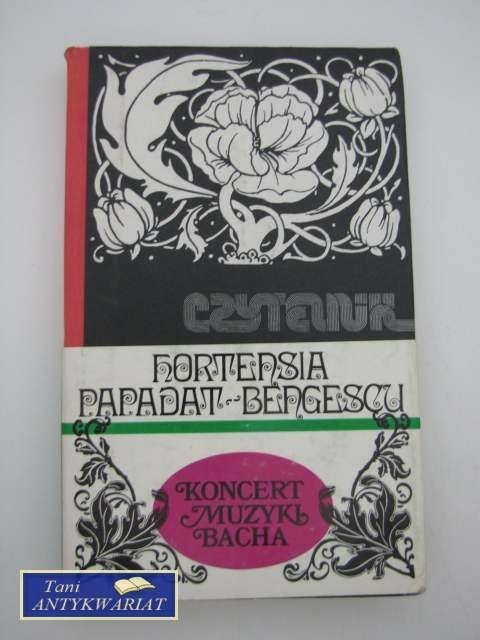 CZYTELNIK
HORTENSIA
PAPADAT-BENGESCU
KONCERT
MUZYKI
BACHA
Tani
ANTYKWARIAT